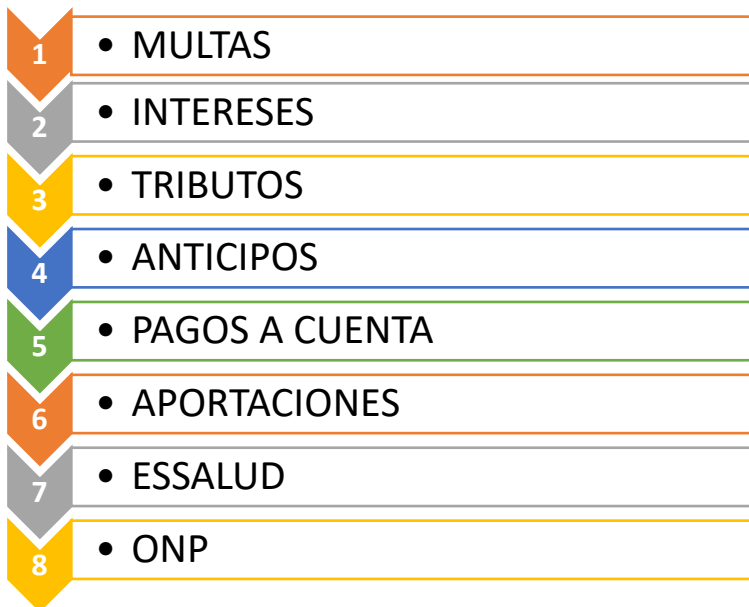 1 • MULTAS
2 • INTERESES
3 • TRIBUTOS
4 • ANTICIPOS
5 • PAGOS A CUENTA
6 • APORTACIONES
7 • ESSALUD
8 • ONP